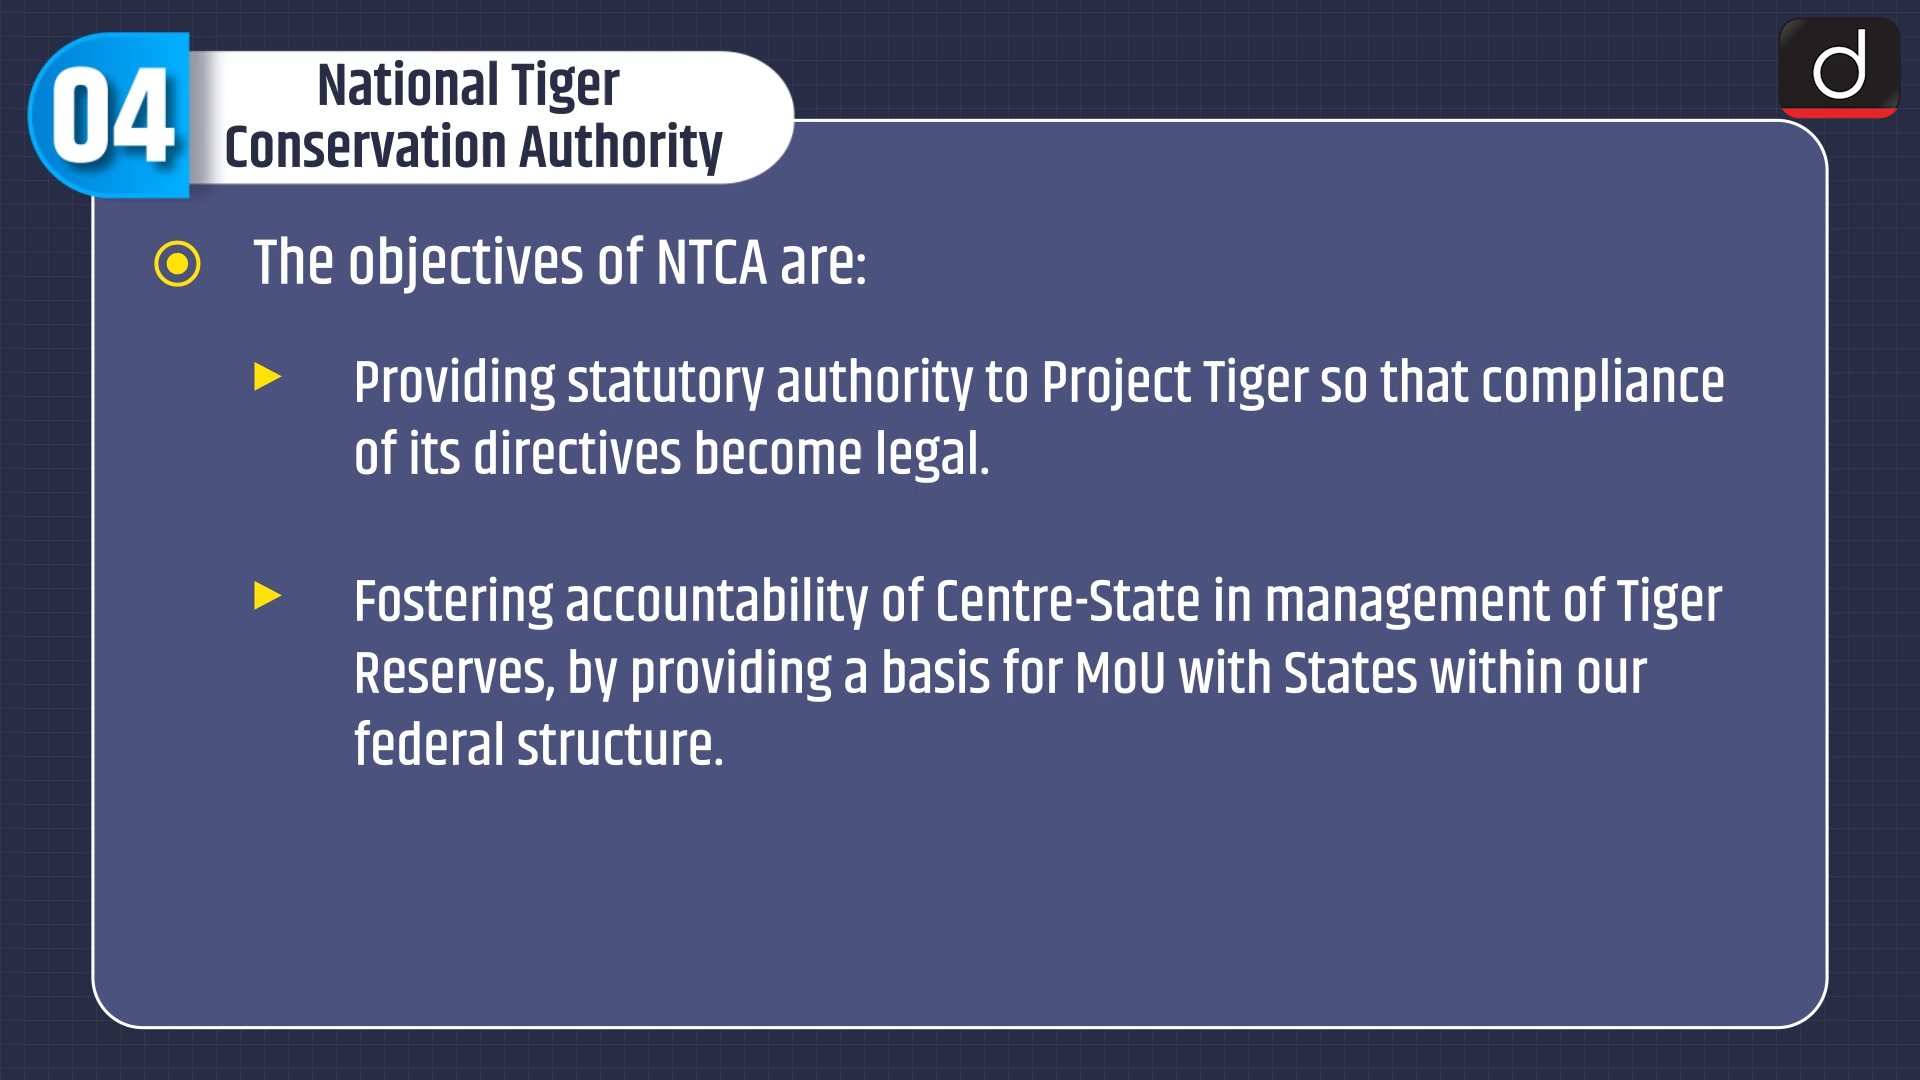 04
National Tiger
Conservation Authority
d
The objectives of NTCA are:
Providing statutory authority to Project Tiger so that compliance
of its directives become legal.
Fostering accountability of Centre-State in management of Tiger
Reserves, by providing a basis for MoU with States within our
federal structure.